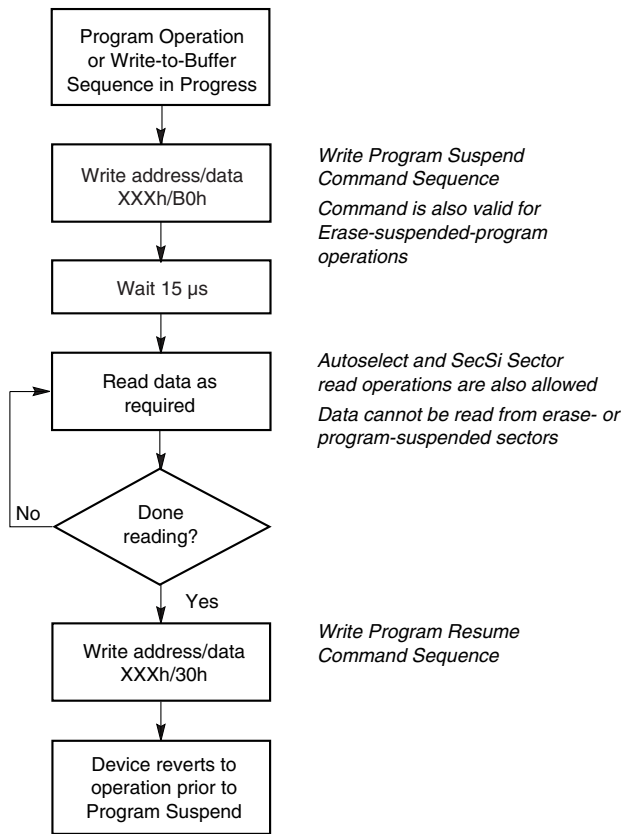 Program Operation
or Write-to-Buffer
Sequence in Progress
Write address/data
XXXh/B0h
Write Program Suspend
Command Sequence
Command is also valid for
Erase-suspended-program
operations
Wait 15 μs
Read data as
required
Autoselect and SecSi Sector
read operations are also allowed
Data cannot be read from erase- or
program-suspended sectors
No
Done
reading?
Yes
Write address/data
XXXh/30h
Write Program Resume
Command Sequence
Device reverts to
operation prior to
Program Suspend